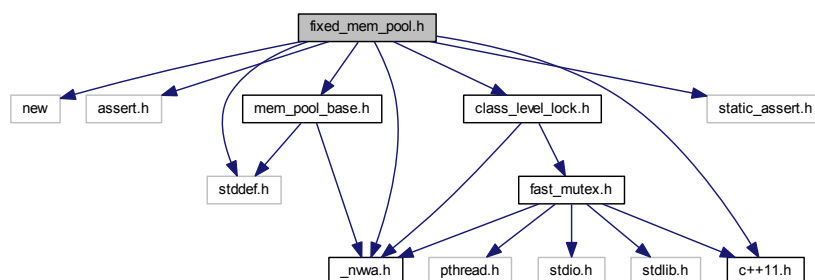 fixed_mem_pool.h
new
assert.h
mem_pool_base.h
class_level_lock.h
static_assert.h
stddef.h
fast_mutex.h
_nwa.h
pthread.h
stdio.h
stdlib.h
c++11.h